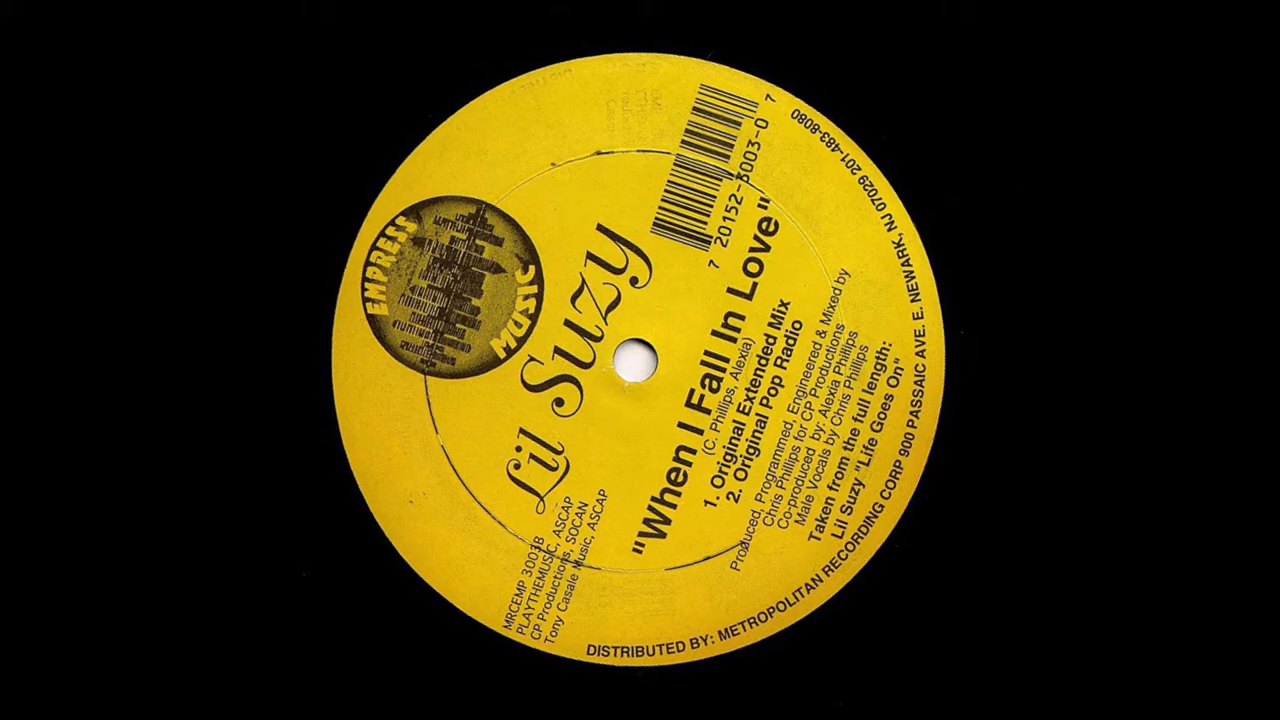 EMPRESS
MUSIC
Lil Suzy
7 20152-3003-0 7
"When I Fall In Love"
(C. Phillips, Alexia)
1. Original Extended Mix
2. Original Pop Radio
Produced, Programmed, Engineered & Mixed by
Chris Phillips for CP Productions
Co-produced by: Alexia Phillips
Male Vocals by Chris Phillips
Taken from the full length:
Lil Suzy "Life Goes On"
MRCEMP 3003B
PLAYTHEMUSIC, ASCAP
CP Productions, SOCAN
Tony Casale Music, ASCAP
DISTRIBUTED BY: METROPOLITAN RECORDING CORP 900 PASSAIC AVE. E. NEWARK, NJ 07029 201-483-8080